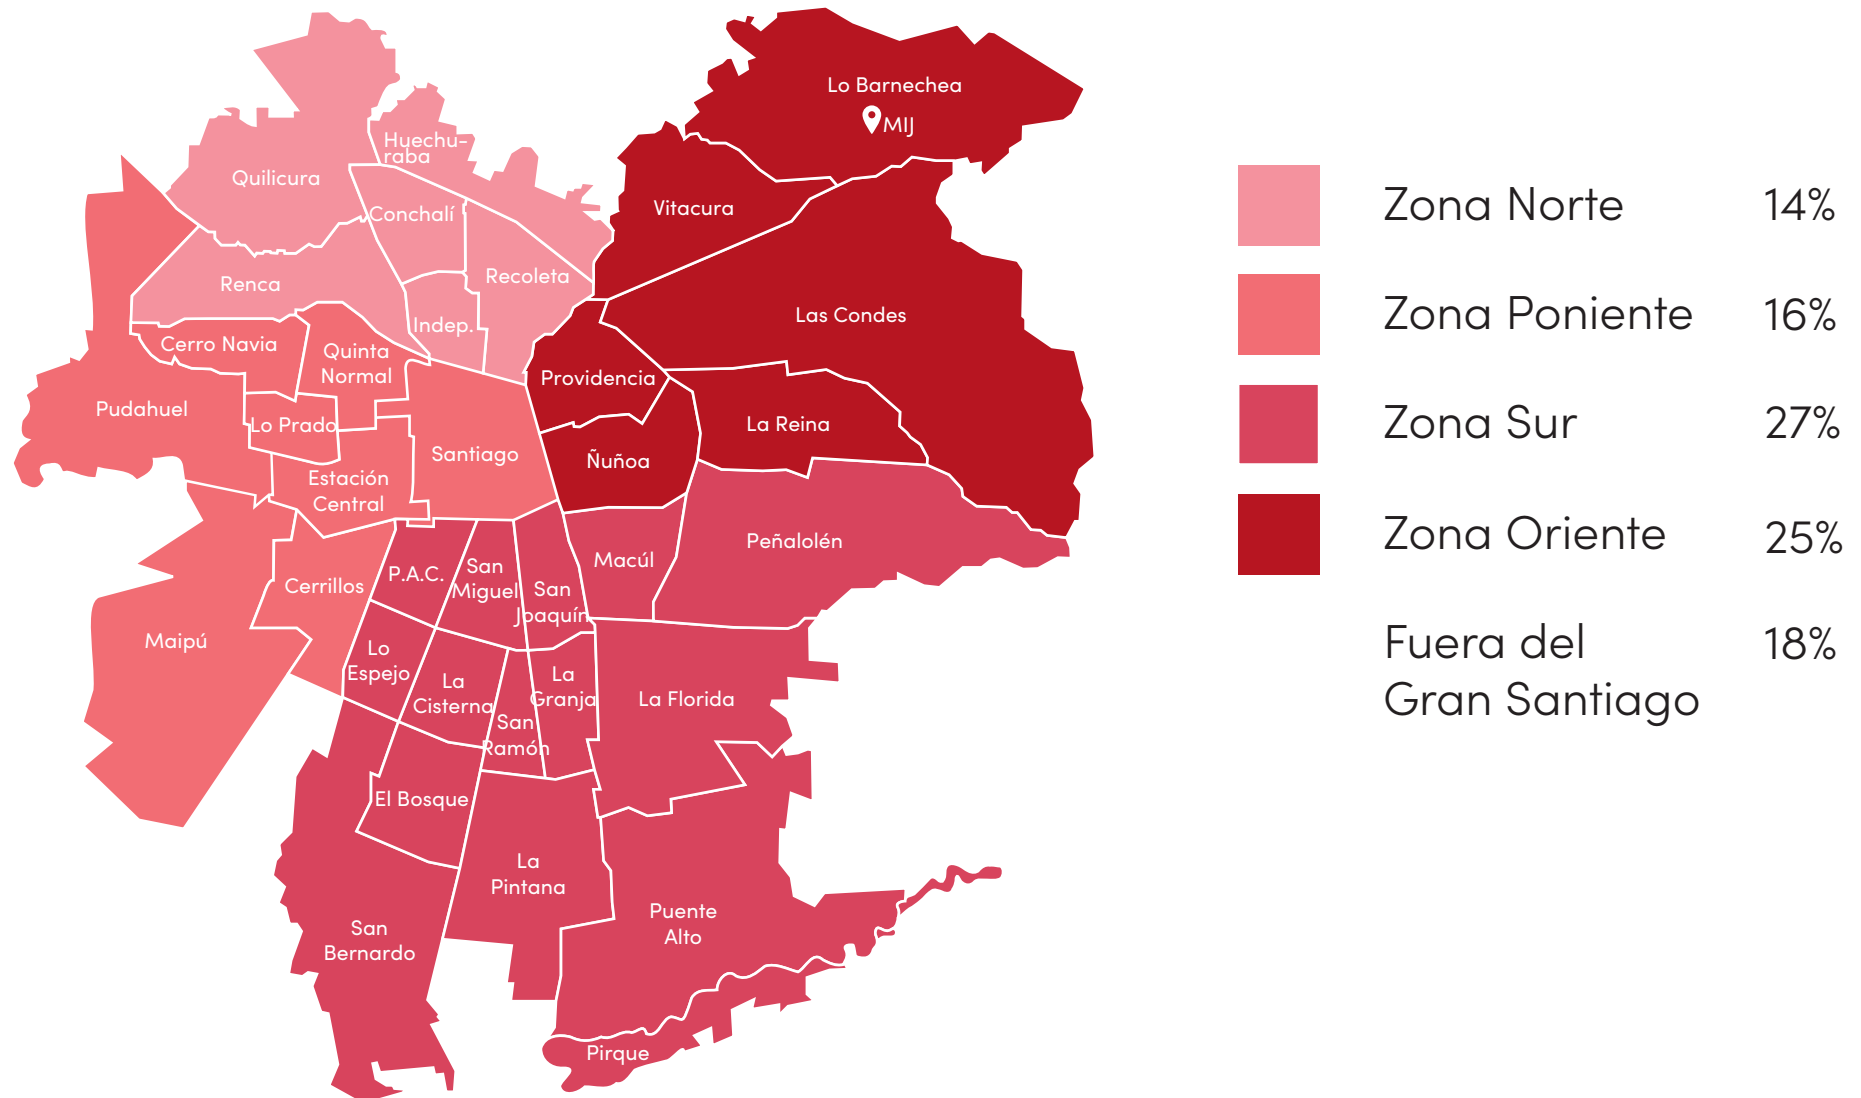 Lo Barnechea
MIJ
Huechu-
raba
Quilicura
Conchalí
Vitacura
Renca
Recoleta
Indep.
Las Condes
Cerro Navia
Quinta
Normal
Providencia
Pudahuel
Lo Prado
La Reina
Santiago
Ñuñoa
Estación
Central
Peñalolén
Macúl
P.A.C.
San
Miguel
San
Joaquín
Cerrillos
Maipú
Lo
Espejo
La
Cisterna
La
Granja
La Florida
San
Ramón
El Bosque
La
Pintana
Puente
Alto
San
Bernardo
Pirque
Zona Norte 14%
Zona Poniente 16%
Zona Sur 27%
Zona Oriente 25%
Fuera del 18%
Gran Santiago